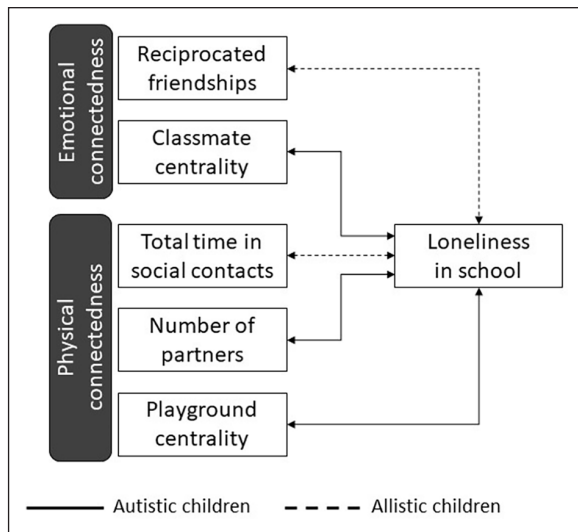 Emotional
connectedness
Reciprocated
friendships
Classmate
centrality
Physical
connectedness
Total time in
social contacts
Number of
partners
Playground
centrality
Loneliness
in school
Autistic children
Allistic children